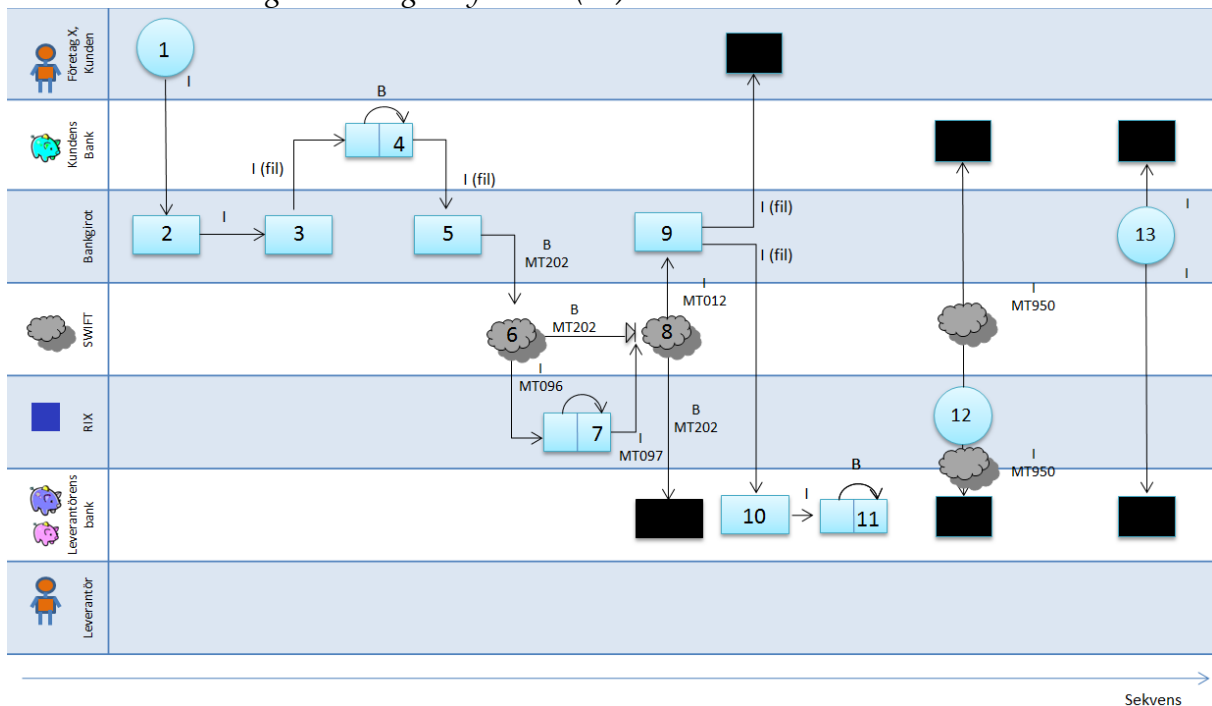 Företag X,
Kunden
1
I
Kundens
Bank
B
4
I (fil)
I (fil)
Bankgirot
2
I
3
5
B
MT202
9
I (fil)
I (fil)
13
I
I
SWIFT
6
B
MT202
8
I
MT012
I
MT950
I
MT096
RIX
7
I
MT097
B
MT202
12
I
MT950
Leverantörens
bank
10
I
B
11
Leverantör
Sekvens